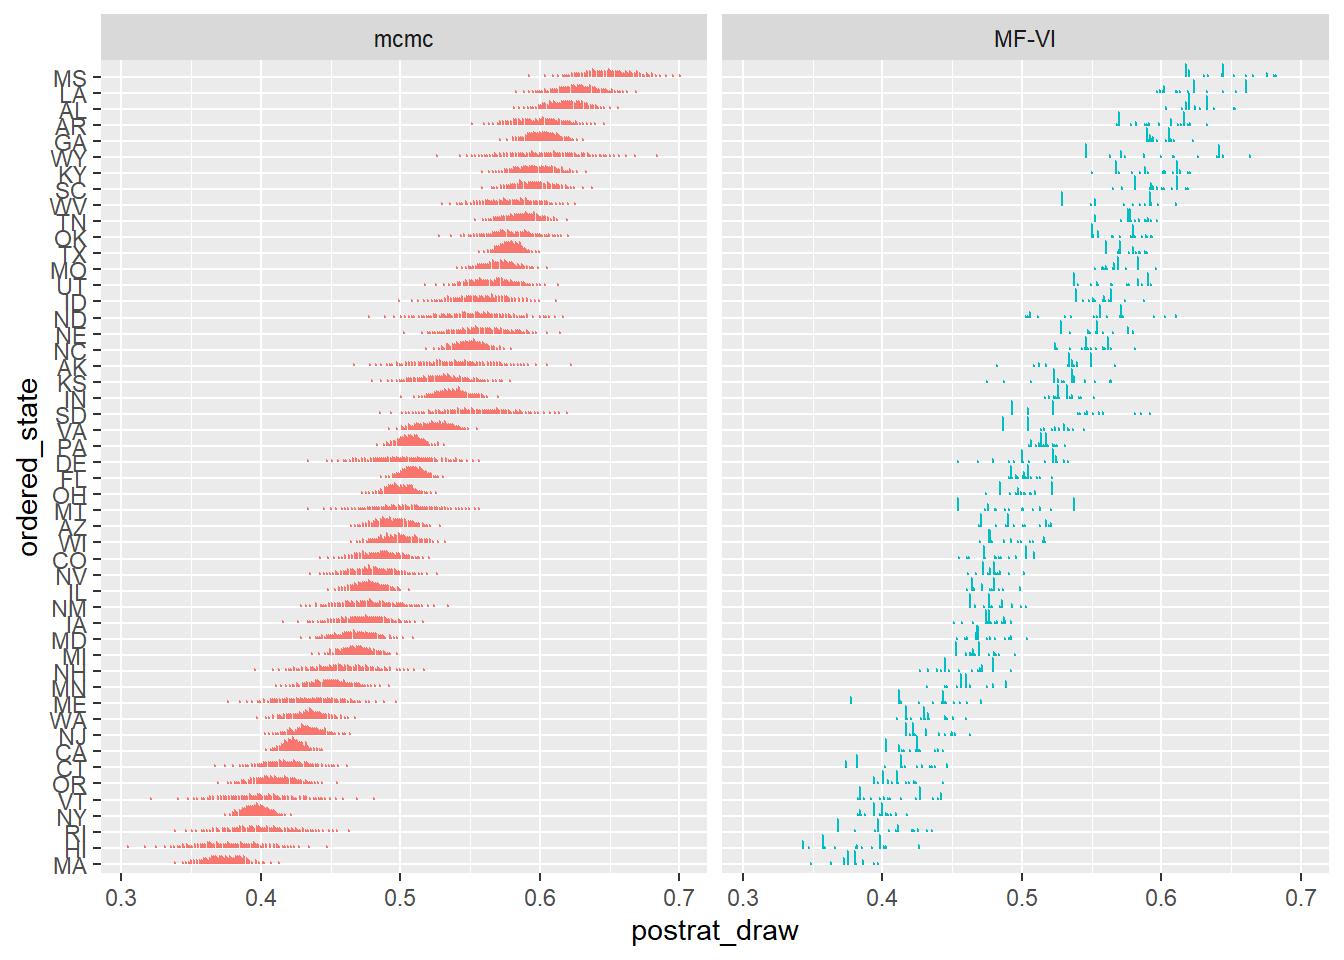 mcmc
MF-VI
MS
LA
AL
AR
GA
WY
KY
SC
WV
TN
OK
TX
MO
UT
ID
ND
NE
NC
AK
KS
IN
SD
VA
PA
DE
FL
OH
MT
AZ
WI
CO
NV
IL
NM
IA
MD
MI
NH
MN
ME
WA
NJ
CA
CT
OR
VT
NY
RI
HI
MA
ordered_state
0.3 0.4 0.5 0.6 0.7
0.3 0.4 0.5 0.6 0.7
postrat_draw